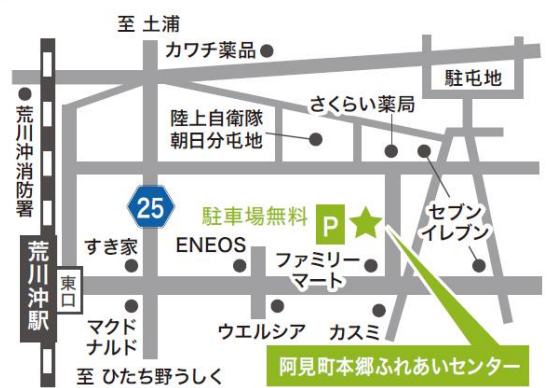 至 土浦
カワチ薬品
駐屯地
荒川沖消防署
陸上自衛隊
朝日分屯地
さくらい薬局
25
駐車場無料
P
セブン
イレブン
すき家
ENEOS
ファミリー
マート
荒川沖駅
東口
マクド
ナルド
ウエルシア
カスミ
阿見町本郷ふれあいセンター
至 ひたち野うしく